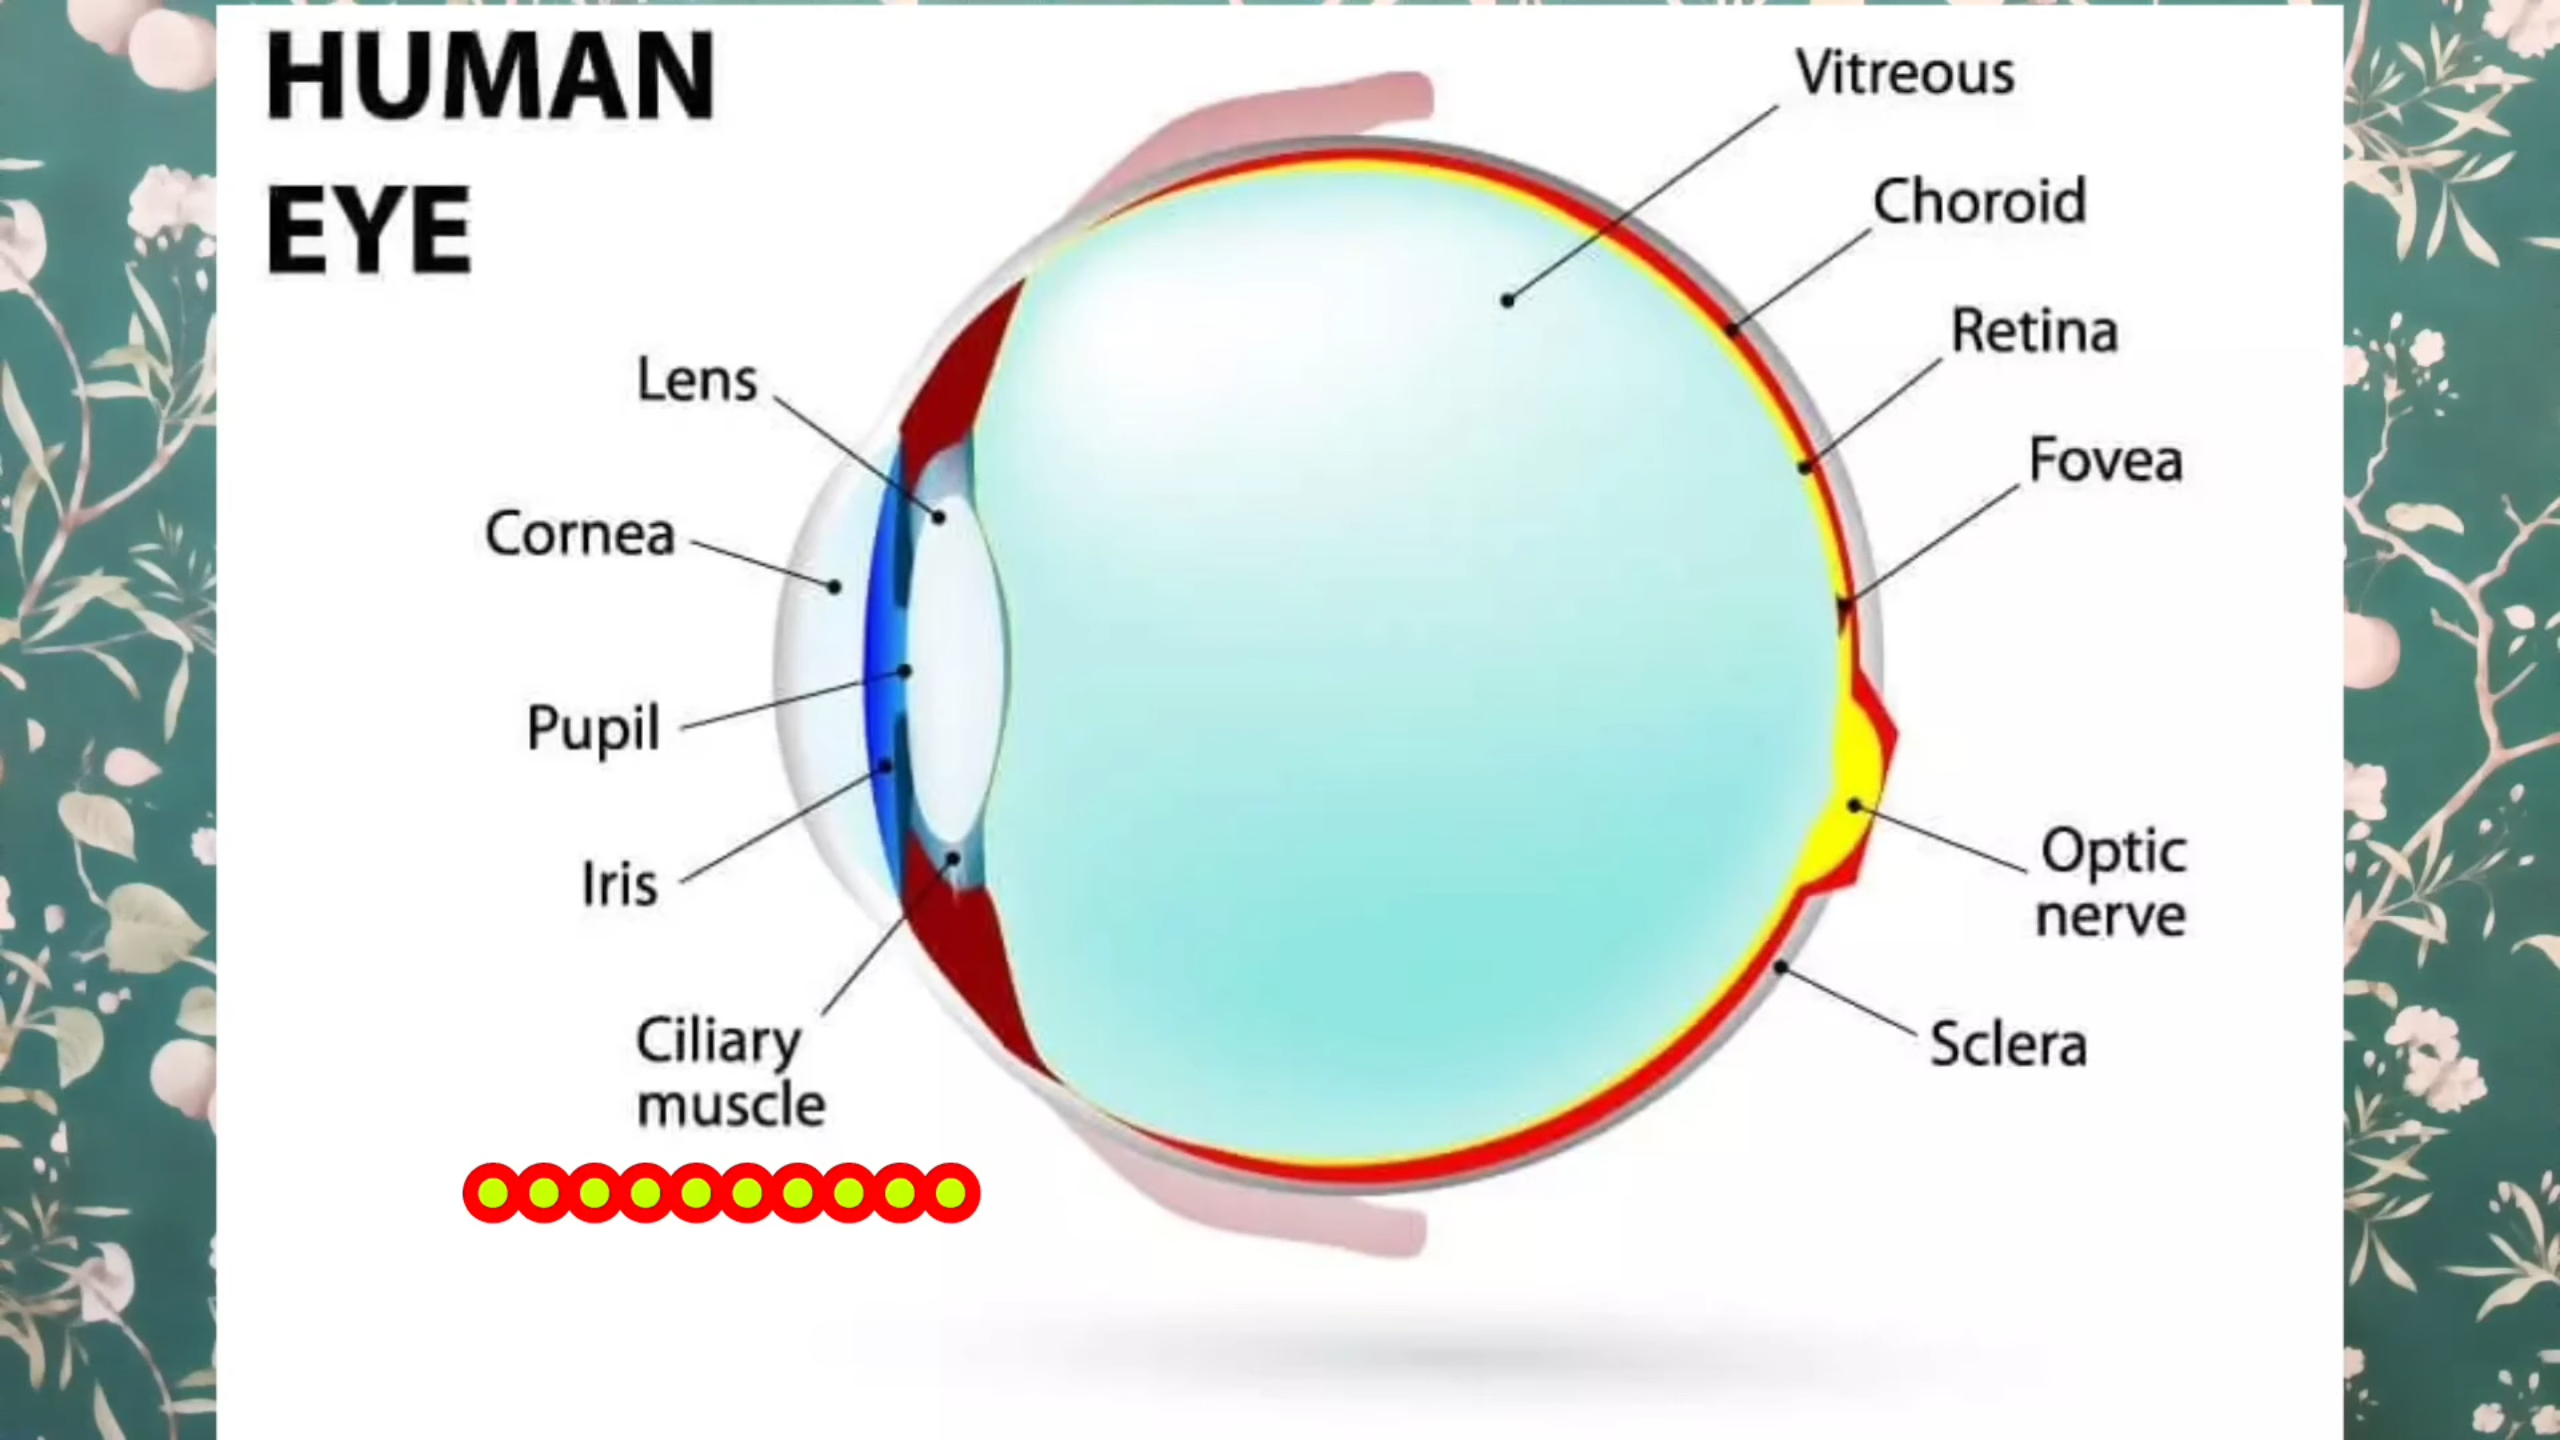 HUMAN
EYE
Vitreous
Choroid
Retina
Fovea
Lens
Cornea
Pupil
Iris
Ciliary
muscle
Optic
nerve
Sclera